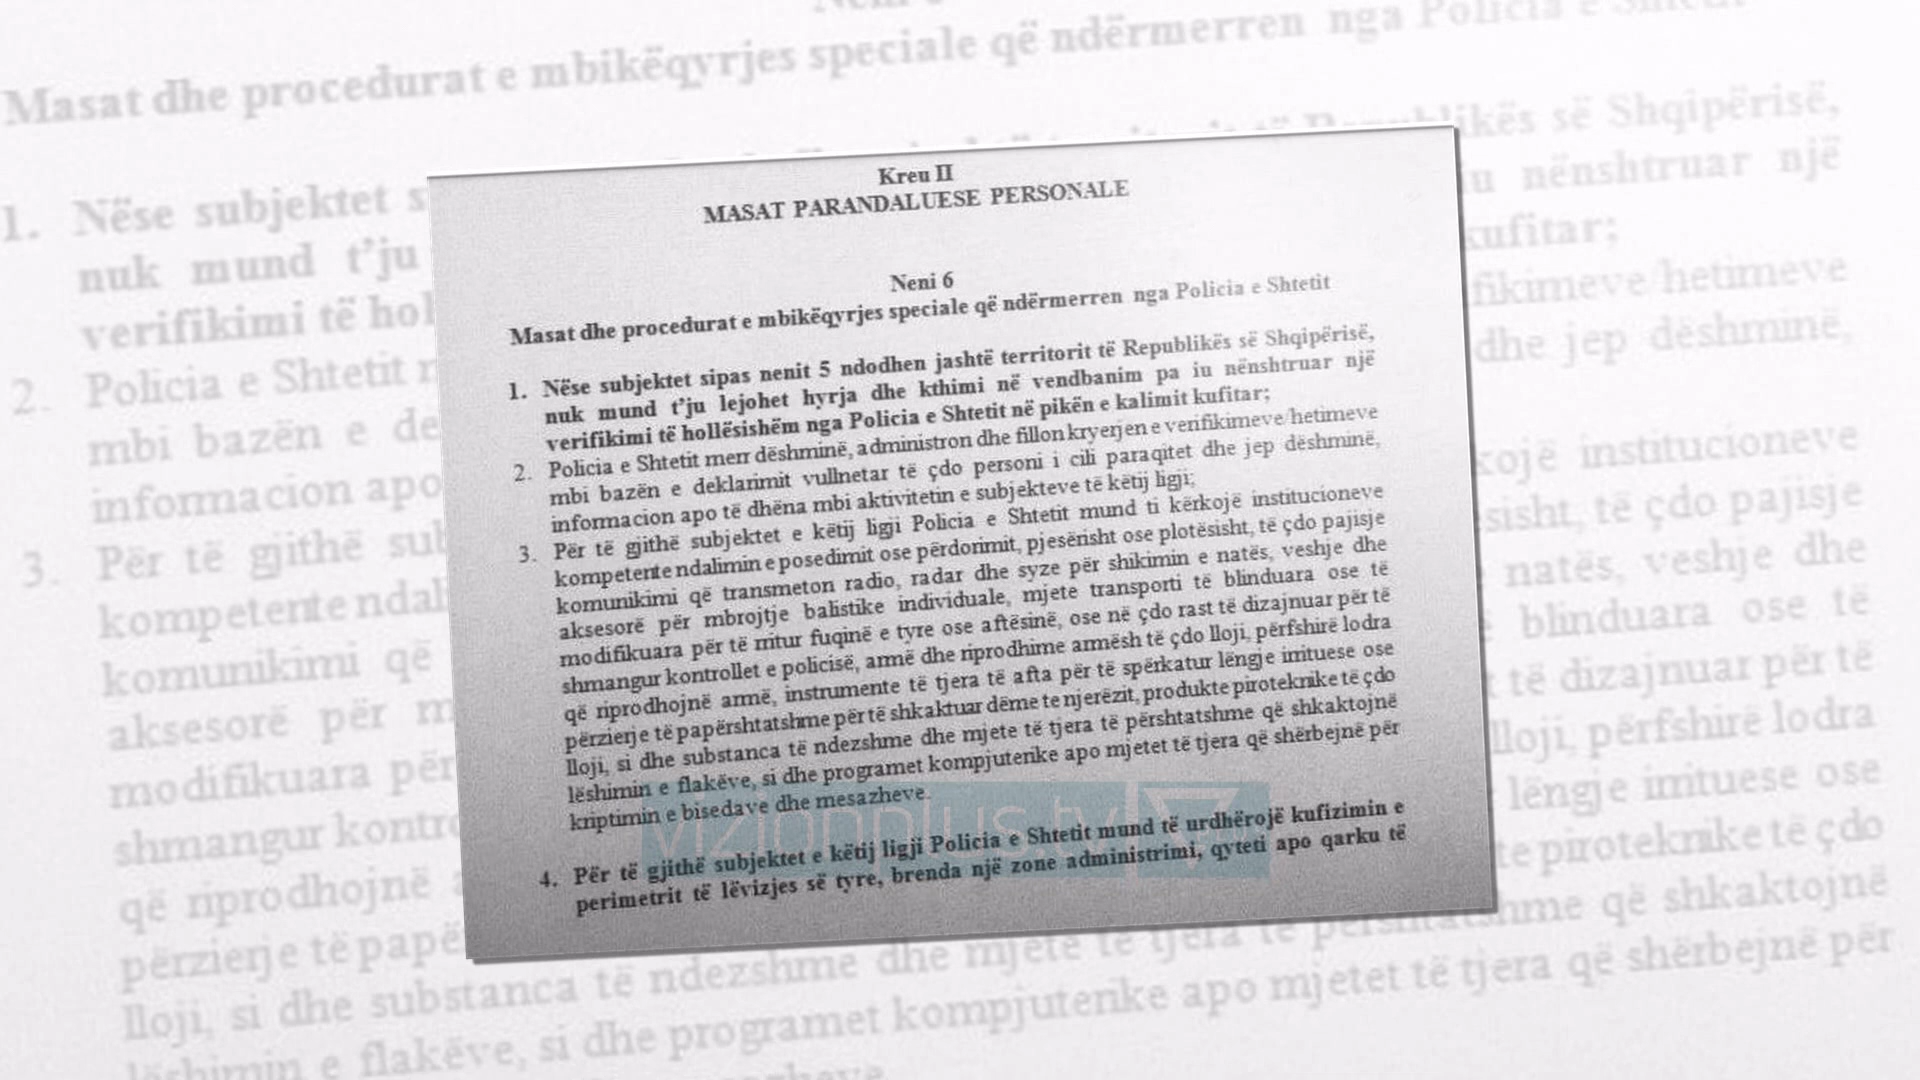 Masat dhe procedurat e mbikëqyrjes speciale që ndërmerren nga Policia e
Kreu II
MASAT PARANDALUESE PERSONALE
Neni 6
Masat dhe procedurat e mbikëqyrjes speciale që ndërmerren nga Policia e Shtetit
1. Nëse subjektet sipas nenit 5 ndodhen jashtë territorit të Republikës së Shqipërisë,
nuk mund t’ju lejohet hyrja dhe kthimi në vendbanim pa iu nënshtruar një
verifikimi të hollësishëm nga Policia e Shtetit në pikën e kalimit kufitar;
2. Policia e Shtetit merr dëshminë, administron dhe fillon kryerjen e verifikimeve/hetimeve
mbi bazën e deklarimit vullnetar të çdo personi i cili paraqitet dhe jep dëshminë,
informacion apo të dhëna mbi aktivitetin e subjekteve të këtij ligji;
3. Për të gjithë subjektet e këtij ligji Policia e Shtetit mund ti kërkojë institucioneve
kompetente ndalimin e posedimit ose përdorimit, pjesërisht ose plotësisht, të çdo pajisje
komunikimi që transmeton radio, radar dhe syze për shikimin e natës, veshje dhe
aksesorë për mbrojtje balistike individuale, mjete transporti të blinduara ose të
modifikuara për të rritur fuqinë e tyre ose aftësinë, ose në çdo rast të dizajnuar për të
shmangur kontrollet e policisë, armë dhe riprodhime armësh të çdo lloji, përfshirë lodra
që riprodhojnë armë, instrumente të tjera të afta për të spërkatur lëngje irrituese ose
përzierje të papërshtatshme për të shkaktuar dëme te njerëzit, produkte piroteknike të çdo
lloji, si dhe substanca të ndezshme dhe mjete të tjera të përshtatshme që shkaktojnë
lëshimin e flakëve, si dhe programet kompjuterike apo mjetet të tjera që shërbejnë për
kriptimin e bisedave dhe mesazheve.
vizionplus.tv
4. Për të gjithë subjektet e këtij ligji Policia e Shtetit mund të urdhërojë kufizimin e
perimetrit të lëvizjes së tyre, brenda një zone administrimi, qyteti apo qarku të